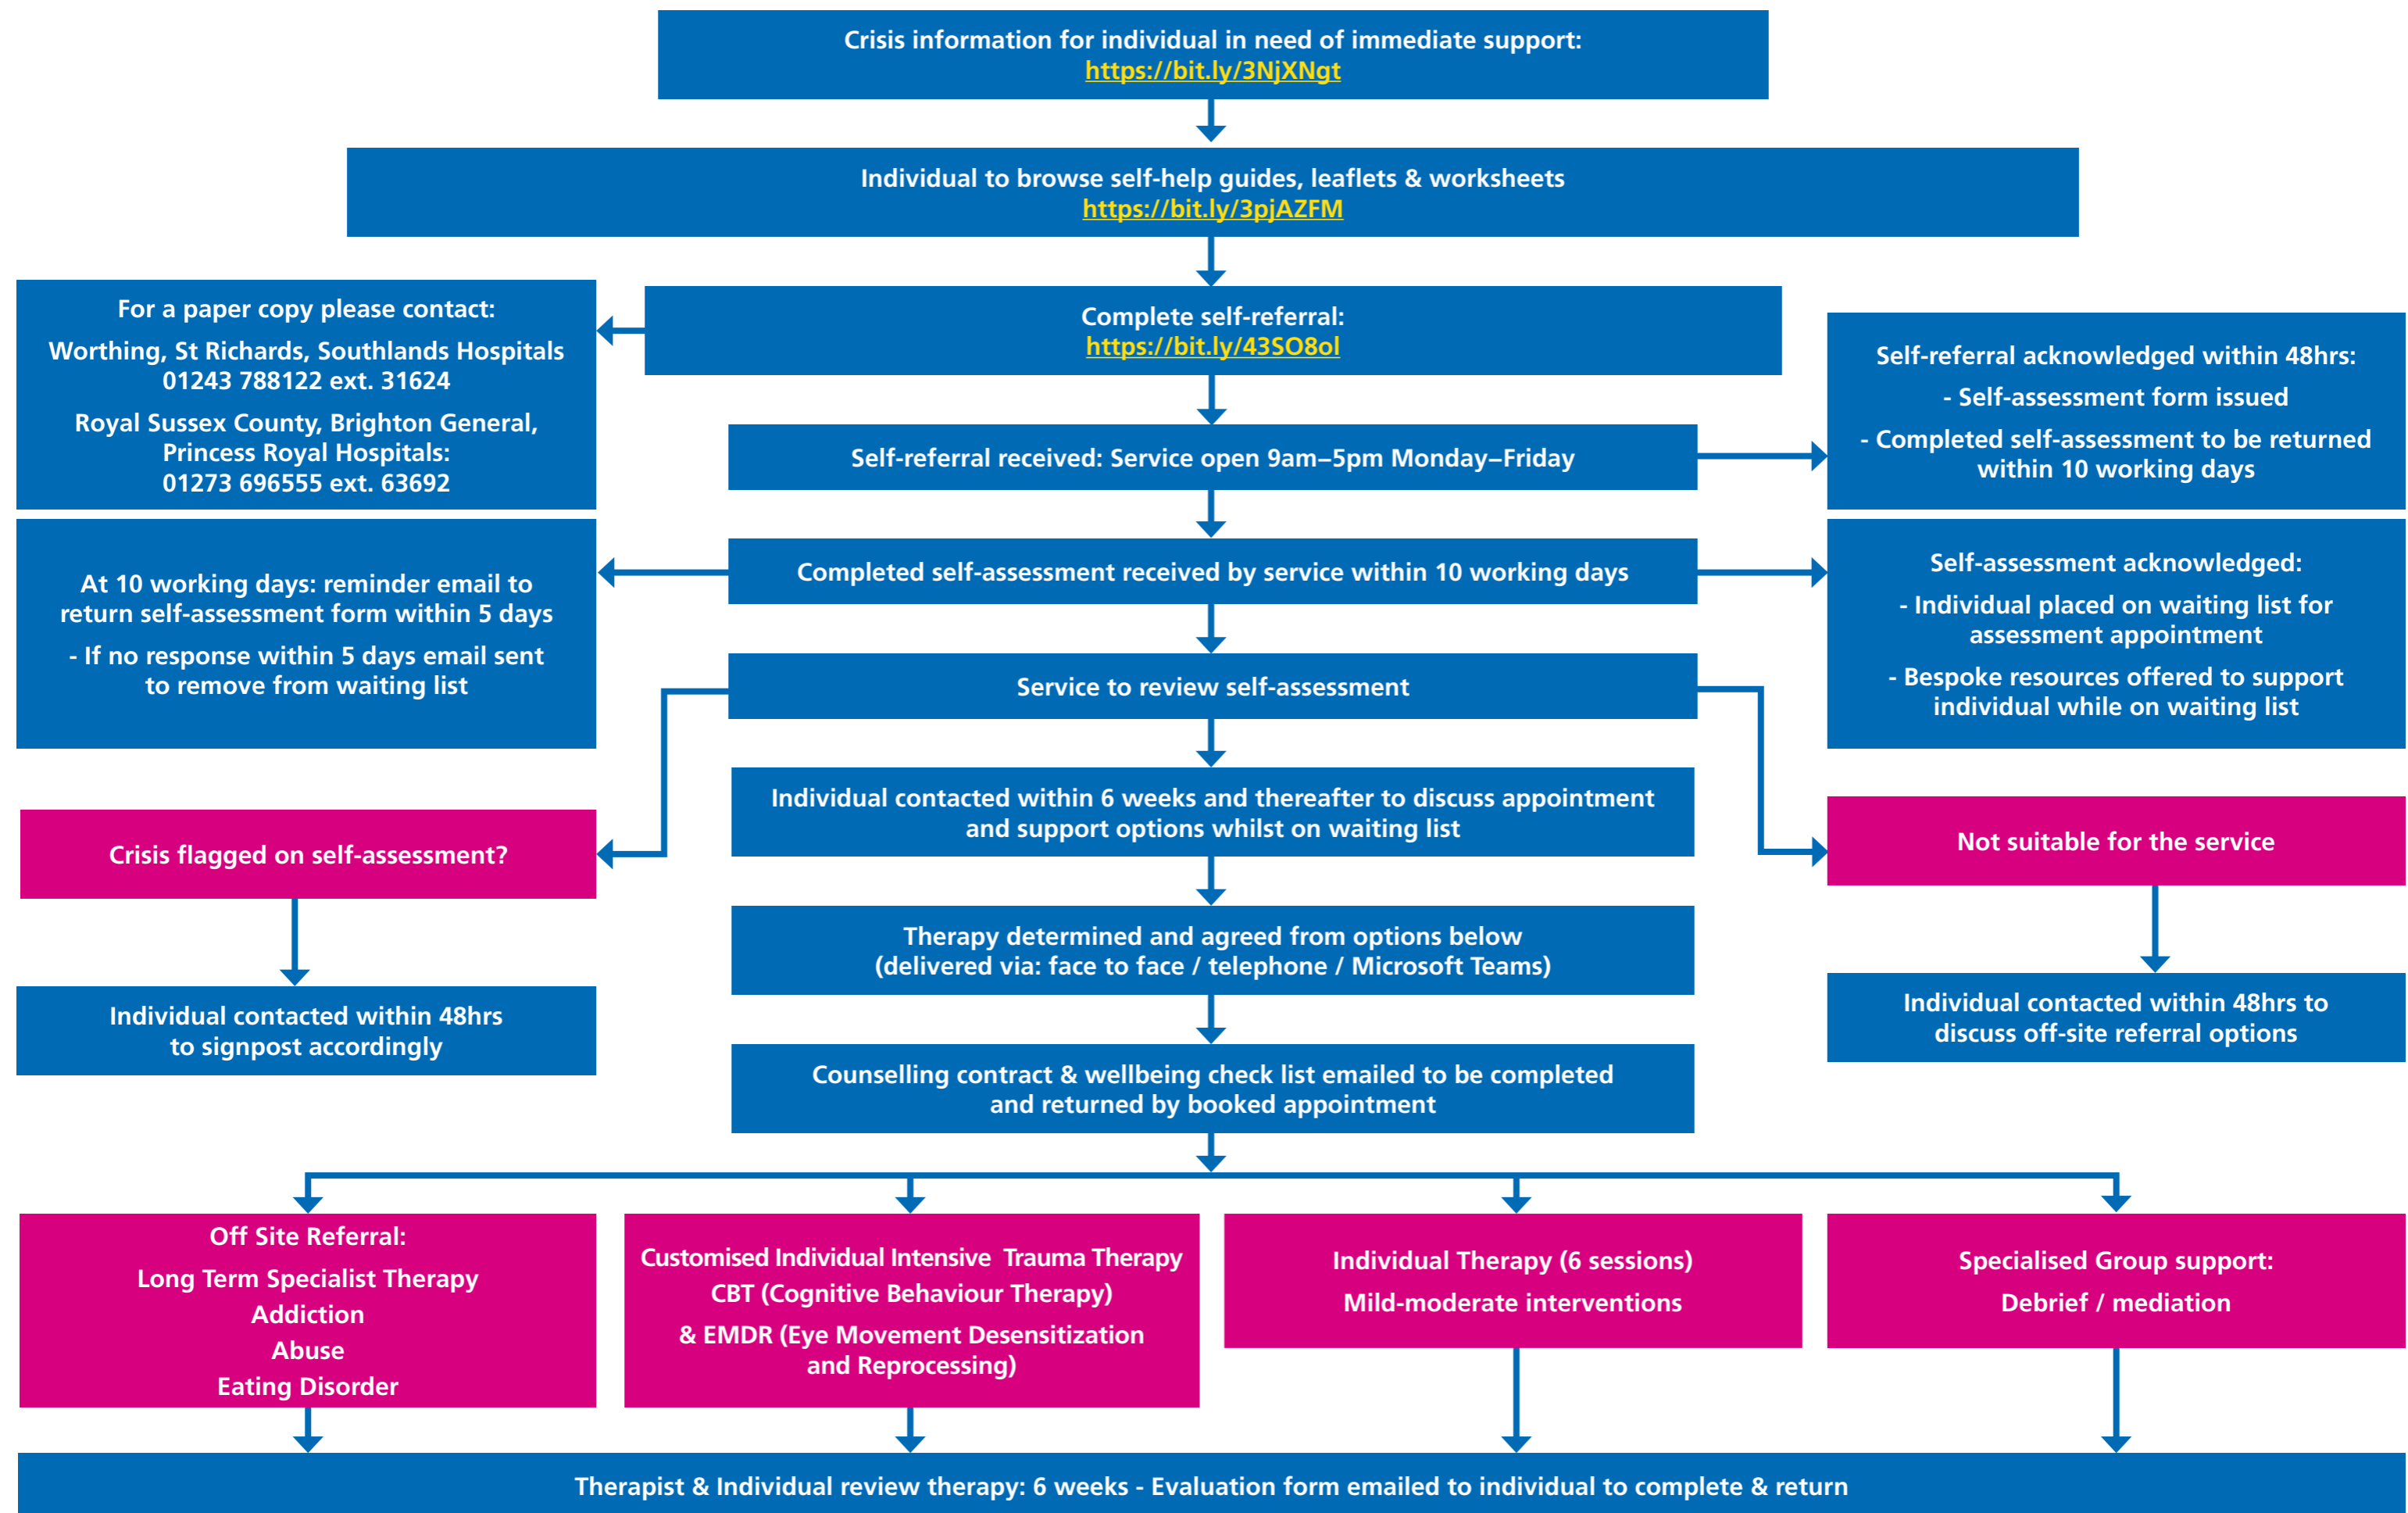 Crisis information for individual in need of immediate support:
https://bit.ly/3NjXNgt
Individual to browse self-help guides, leaflets & worksheets
https://bit.ly/3pjAZFM
For a paper copy please contact:
Worthing, St Richards, Southlands Hospitals
01243 788122 ext. 31624
Royal Sussex County, Brighton General,
Princess Royal Hospitals:
01273 696555 ext. 63692
Complete self-referral:
https://bit.ly/43SO8ol
Self-referral acknowledged within 48hrs:
- Self-assessment form issued
- Completed self-assessment to be returned
within 10 working days
Self-referral received: Service open 9am–5pm Monday–Friday
At 10 working days: reminder email to
return self-assessment form within 5 days
- If no response within 5 days email sent
to remove from waiting list
Completed self-assessment received by service within 10 working days
Self-assessment acknowledged:
- Individual placed on waiting list for
assessment appointment
- Bespoke resources offered to support
individual while on waiting list
Service to review self-assessment
Individual contacted within 6 weeks and thereafter to discuss appointment
and support options whilst on waiting list
Crisis flagged on self-assessment?
Not suitable for the service
Therapy determined and agreed from options below
(delivered via: face to face / telephone / Microsoft Teams)
Individual contacted within 48hrs
to signpost accordingly
Individual contacted within 48hrs to
discuss off-site referral options
Counselling contract & wellbeing check list emailed to be completed
and returned by booked appointment
Off Site Referral:
Long Term Specialist Therapy
Addiction
Abuse
Eating Disorder
Customised Individual Intensive Trauma Therapy
CBT (Cognitive Behaviour Therapy)
& EMDR (Eye Movement Desensitization
and Reprocessing)
Individual Therapy (6 sessions)
Mild-moderate interventions
Specialised Group support:
Debrief / mediation
Therapist & Individual review therapy: 6 weeks - Evaluation form emailed to individual to complete & return